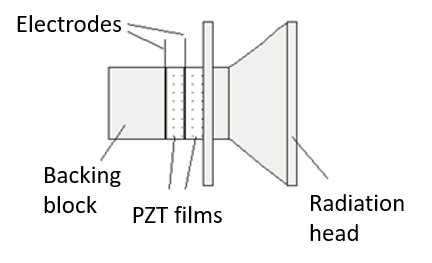 Electrodes
Backing
block
PZT films
Radiation
head